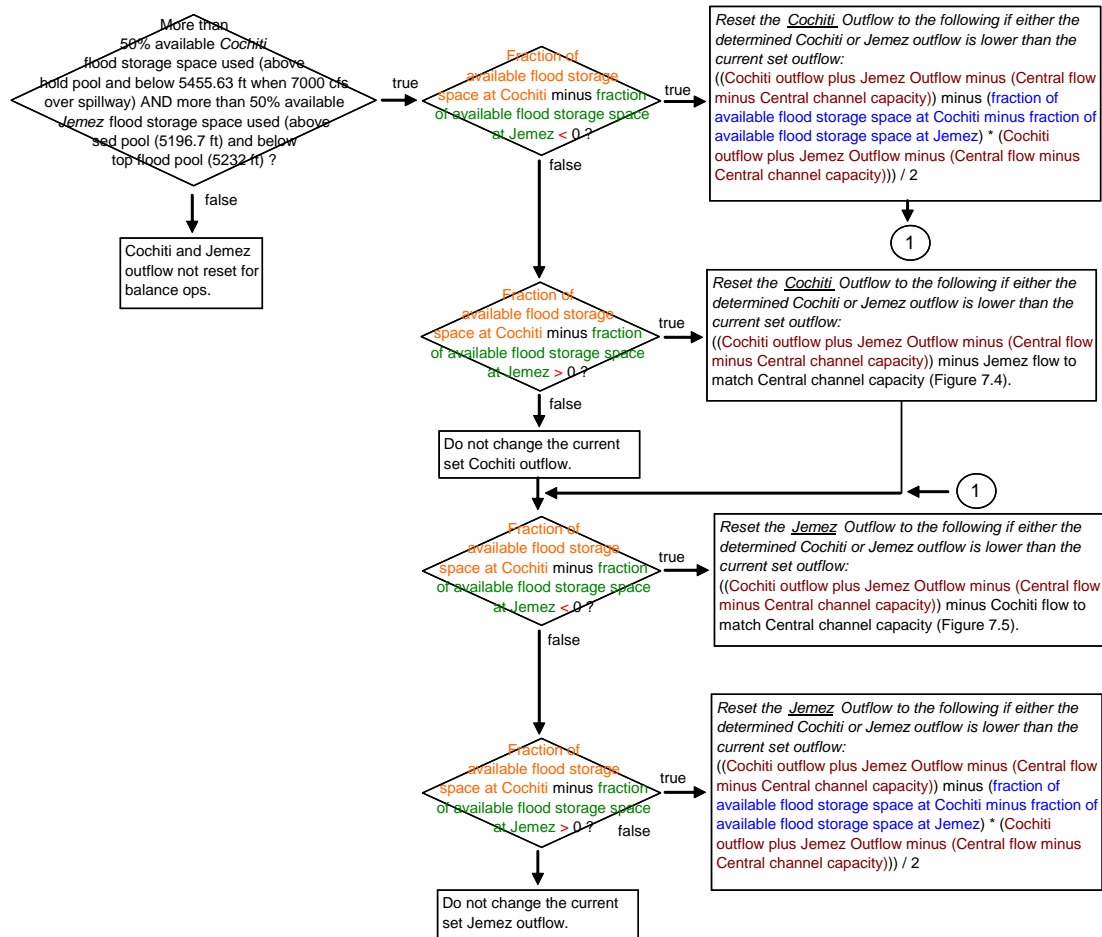 More than
50% available Cochiti
flood storage space used (above
hold pool and below 5455.63 ft when 7000 cfs
over spillway) AND more than 50% available
Jemez flood storage space used (above
sed pool (5196.7 ft) and below
top flood pool (5232 ft) ?
true
false
Cochiti and Jemez
outflow not reset for
balance ops.
Fraction of
available flood storage
space at Cochiti minus fraction
of available flood storage space
at Jemez < 0 ?
true
false
Reset the Cochiti Outflow to the following if either the
determined Cochiti or Jemez outflow is lower than the
current set outflow:
((Cochiti outflow plus Jemez Outflow minus (Central flow
minus Central channel capacity)) minus (fraction of
available flood storage space at Cochiti minus fraction of
available flood storage space at Jemez) * (Cochiti
outflow plus Jemez Outflow minus (Central flow minus
Central channel capacity))) / 2
1
Fraction of
available flood storage
space at Cochiti minus fraction
of available flood storage space
at Jemez > 0 ?
true
false
Reset the Cochiti Outflow to the following if either the
determined Cochiti or Jemez outflow is lower than the
current set outflow:
((Cochiti outflow plus Jemez Outflow minus (Central flow
minus Central channel capacity)) minus Jemez flow to
match Central channel capacity (Figure 7.4).
Do not change the current
set Cochiti outflow.
1
Fraction of
available flood storage
space at Cochiti minus fraction
of available flood storage space
at Jemez < 0 ?
true
false
Reset the Jemez Outflow to the following if either the
determined Cochiti or Jemez outflow is lower than the
current set outflow:
((Cochiti outflow plus Jemez Outflow minus (Central flow
minus Central channel capacity)) minus Cochiti flow to
match Central channel capacity (Figure 7.5).
Fraction of
available flood storage
space at Cochiti minus fraction
of available flood storage space
at Jemez > 0 ?
true
false
Reset the Jemez Outflow to the following if either the
determined Cochiti or Jemez outflow is lower than the
current set outflow:
((Cochiti outflow plus Jemez Outflow minus (Central flow
minus Central channel capacity)) minus (fraction of
available flood storage space at Cochiti minus fraction of
available flood storage space at Jemez) * (Cochiti
outflow plus Jemez Outflow minus (Central flow minus
Central channel capacity))) / 2
Do not change the current
set Jemez outflow.